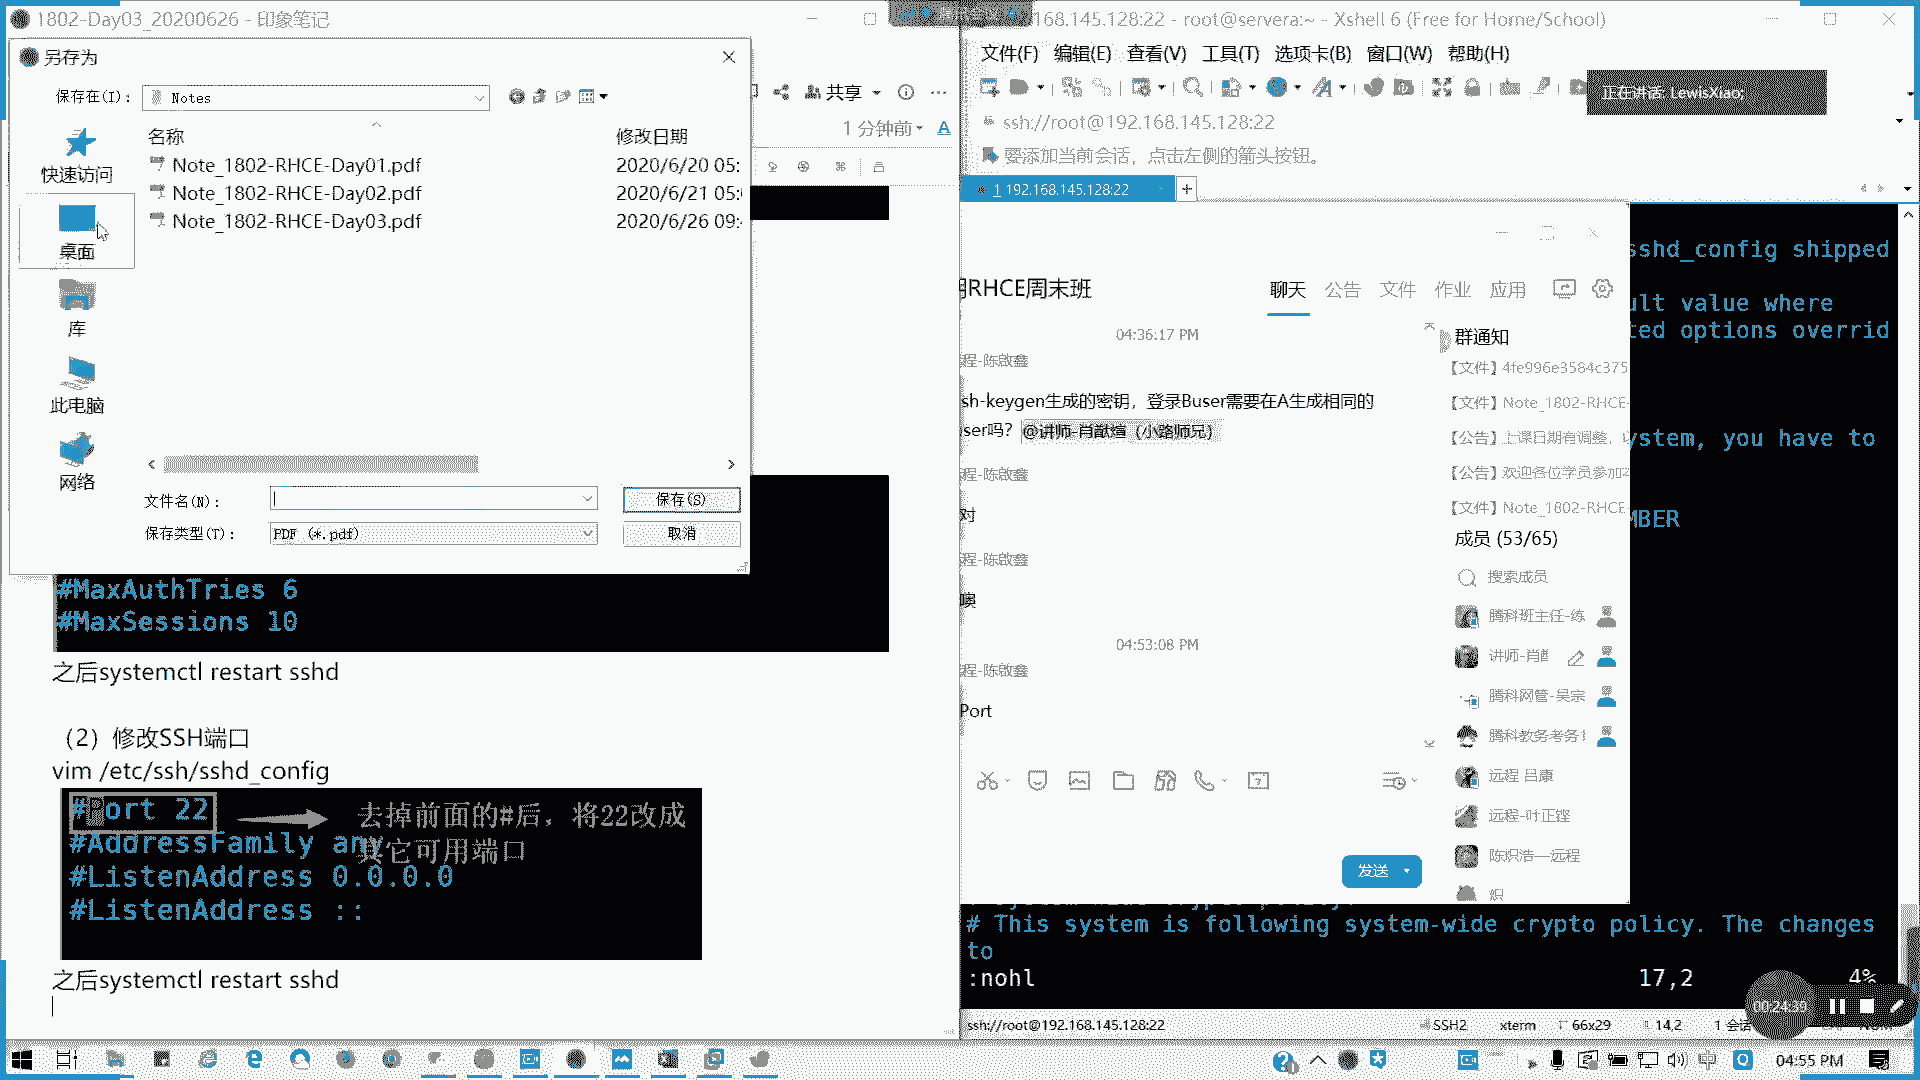 1802-Day03_20200626 - 印象笔记
另存为
保存在(I):
Notes
名称
修改日期
Note_1802-RHCE-Day01.pdf
2020/6/20 05:
Note_1802-RHCE-Day02.pdf
2020/6/21 05:
Note_1802-RHCE-Day03.pdf
2020/6/26 09:
快速访问
桌面
库
此电脑
网络
文件名(N):
保存(S)
保存类型(T):
PDF (*.pdf)
取消
共享
1 分钟前
#MaxAuthTries 6
#MaxSessions 10
之后systemctl restart sshd
（2）修改SSH端口
vim /etc/ssh/sshd_config
#Port 22
去掉前面的#后，将22改成
其它可用端口
#AddressFamily any
#ListenAddress 0.0.0.0
#ListenAddress ::
之后systemctl restart sshd
168.145.128:22 - root@servera:~ - Xshell 6 (Free for Home/School)
文件(F) 编辑(E) 查看(V) 工具(T) 选项卡(B) 窗口(W) 帮助(H)
正在讲话: LewisXiao;
ssh://root@192.168.145.128:22
要添加当前会话，点击左侧的箭头按钮。
1 192.168.145.128:22
RHCE周末班
聊天 公告 文件 作业 应用
04:36:17 PM
程-陈啟鑫
sh-keygen生成的密钥，登录Buser需要在A生成相同的
ser吗？ @讲师-肖猷煊（小路师兄）
程-陈啟鑫
对
程-陈啟鑫
噢
04:53:08 PM
程-陈啟鑫
Port
发送
群通知
【文件】4fe996e3584c375
【文件】Note_1802-RHCE-
【公告】上课日期有调整，
【公告】欢迎各位学员参加
【文件】Note_1802-RHCE
成员 (53/65)
搜索成员
腾科班主任-练
讲师-肖
腾科网管-吴宗
腾科教务考务1
远程 吕康
远程-叶正铿
陈炽浩—远程
sshd_config shipped
ult value where
ted options overrid
ystem, you have to
MBER
# This system is following system-wide crypto policy. The changes
to
:nohl
17,2
4%
00:24:39
ssh://root@192.168.145.128:22
SSH2
xterm
66x29
14,2
1 会话
04:55 PM